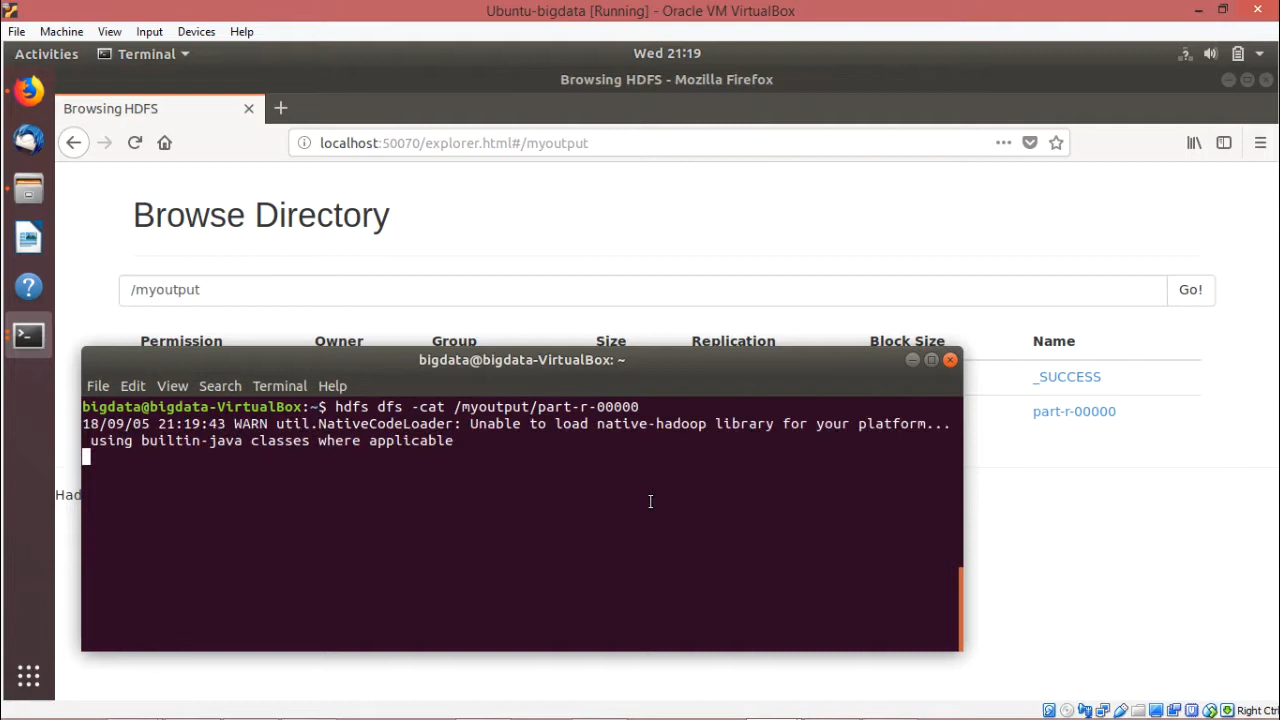 Ubuntu-bigdata [Running] - Oracle VM VirtualBox
File Machine View Input Devices Help
Activities Terminal Wed 21:19
Browsing HDFS - Mozilla Firefox
Browsing HDFS
localhost:50070/explorer.html#/myoutput
Browse Directory
/myoutput Go!
Permission Owner Group Size Replication Block Size Name
_SUCCESS
part-r-00000
Had
bigdata@bigdata-VirtualBox: ~
File Edit View Search Terminal Help
bigdata@bigdata-VirtualBox:~$ hdfs dfs -cat /myoutput/part-r-00000
18/09/05 21:19:43 WARN util.NativeCodeLoader: Unable to load native-hadoop library for your platform...
using builtin-java classes where applicable
Right Ctrl